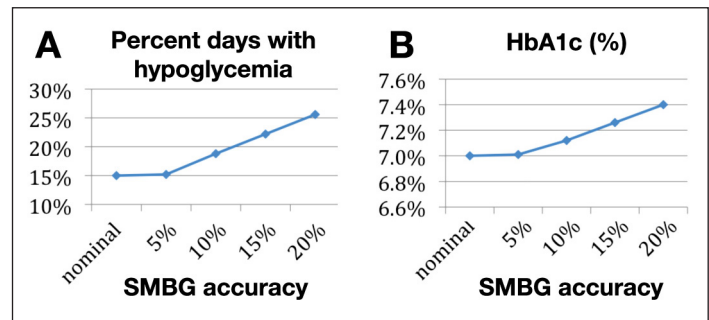 A
Percent days with
hypoglycemia
30%
25%
20%
15%
10%
nominal
5%
10%
15%
20%
SMBG accuracy
B
HbA1c (%)
7.6%
7.4%
7.2%
7.0%
6.8%
6.6%
nominal
5%
10%
15%
20%
SMBG accuracy